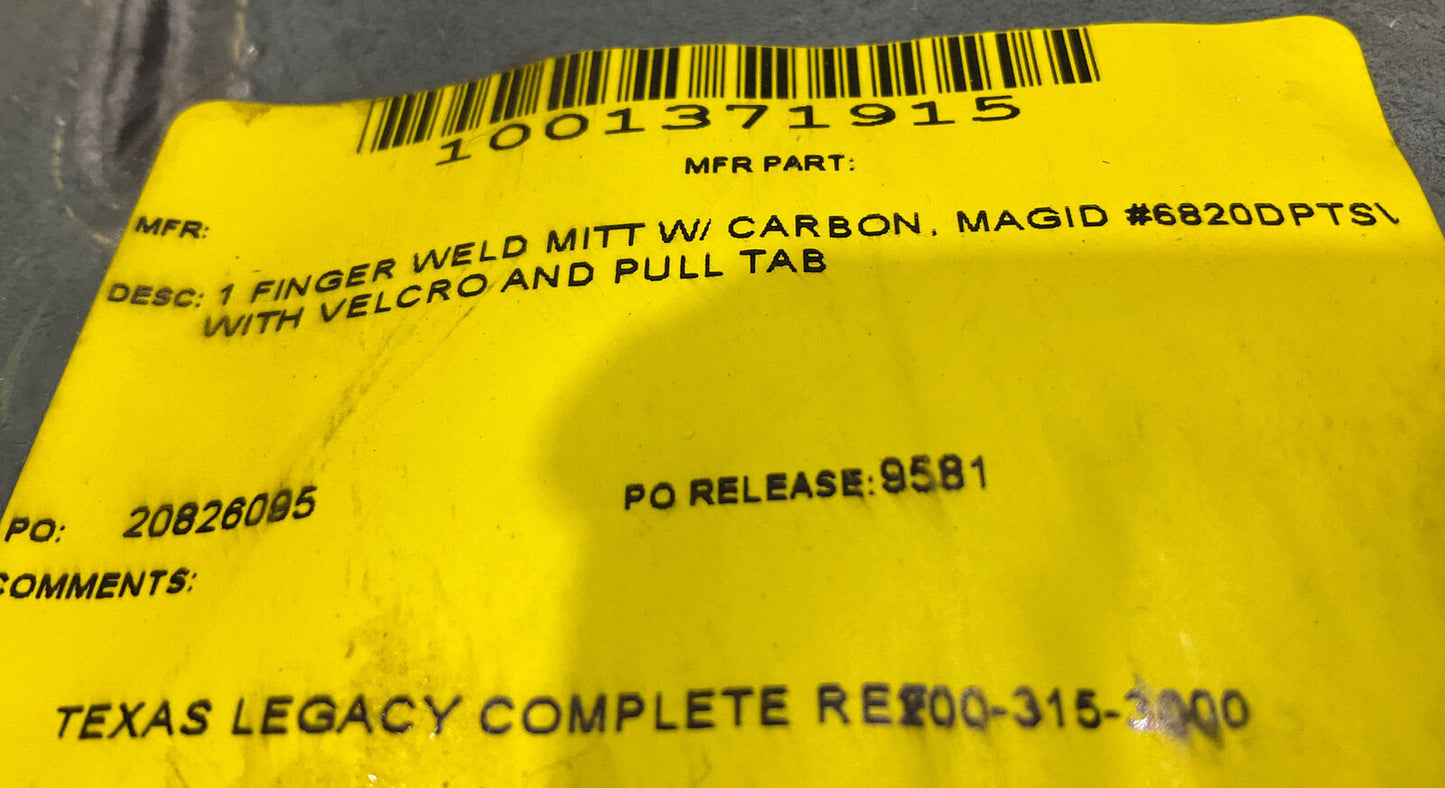 1001371915
MFR PART:
MFR:
DESC: 1 FINGER WELD MITT W/ CARBON, MAGID
WITH VELCRO AND PULL TAB
PO: 20826095
PO RELEASE: 9581
COMMENTS:
TEXAS LEGACY COMPLETE